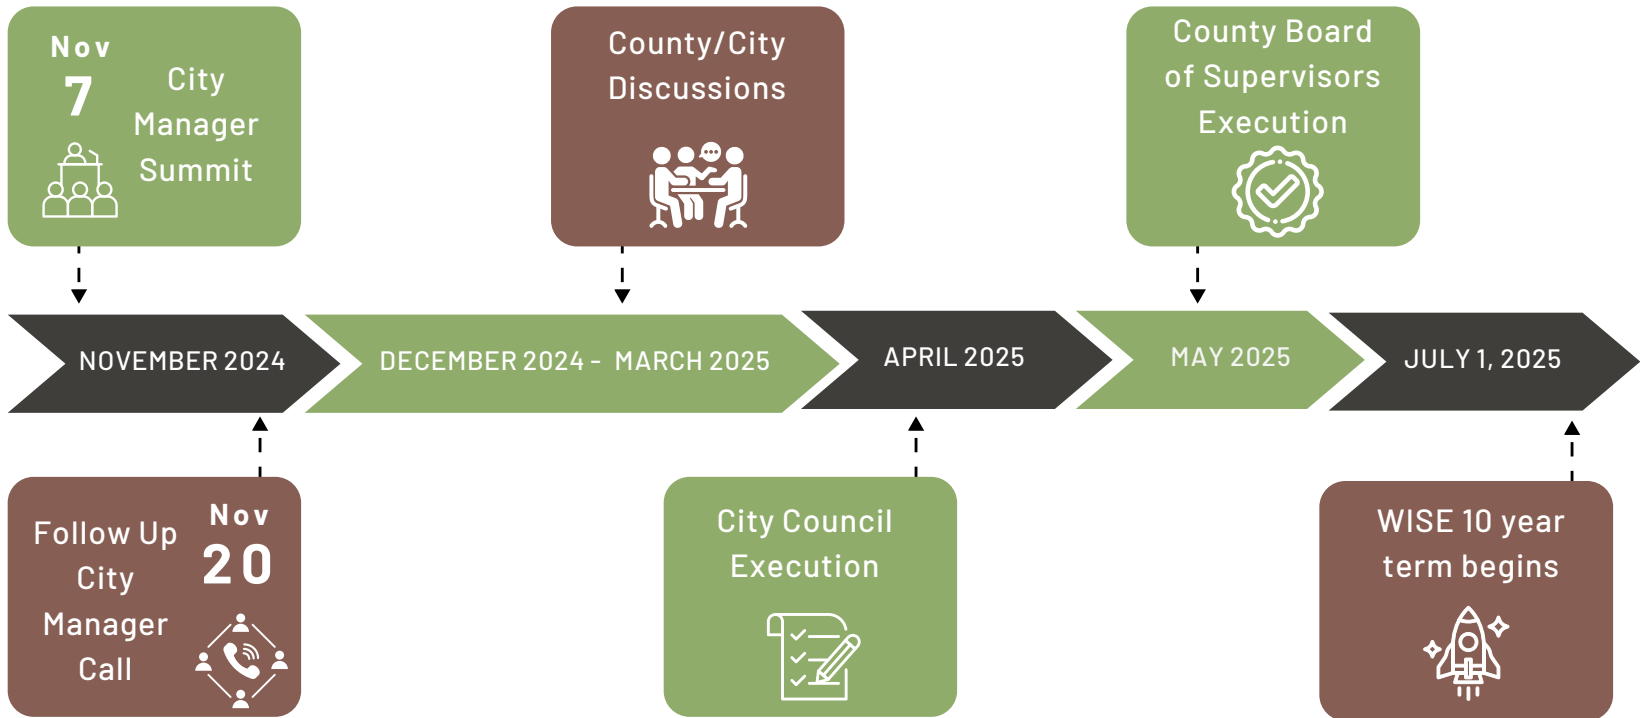 Nov
7
City
Manager
Summit
County/City
Discussions
County Board
of Supervisors
Execution
NOVEMBER 2024
DECEMBER 2024 - MARCH 2025
APRIL 2025
MAY 2025
JULY 1, 2025
Follow Up
City
Manager
Call
Nov
20
City Council
Execution
WISE 10 year
term begins